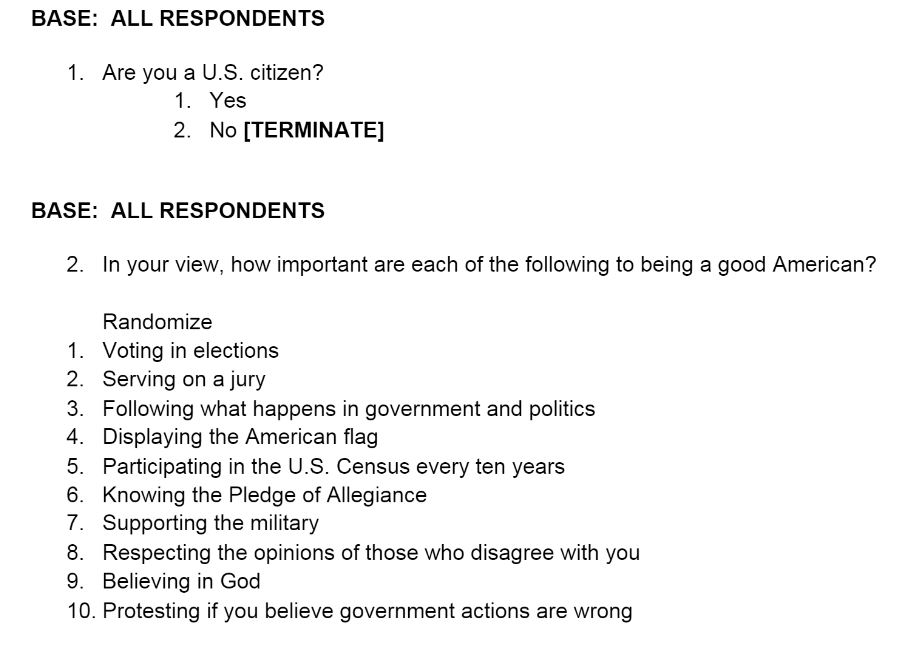 BASE:  ALL RESPONDENTS
1. Are you a U.S. citizen?
1. Yes
2. No [TERMINATE]
BASE:  ALL RESPONDENTS
2. In your view, how important are each of the following to being a good American?
Randomize
1. Voting in elections
2. Serving on a jury
3. Following what happens in government and politics
4. Displaying the American flag
5. Participating in the U.S. Census every ten years
6. Knowing the Pledge of Allegiance
7. Supporting the military
8. Respecting the opinions of those who disagree with you
9. Believing in God
10. Protesting if you believe government actions are wrong